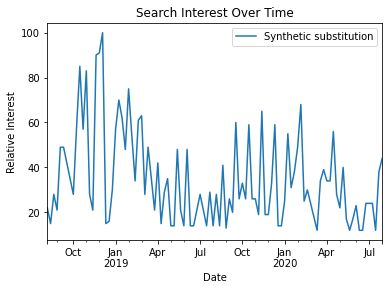 Search Interest Over Time
Synthetic substitution
Relative Interest
100
80
60
40
20
Oct
Jan
2019
Apr
Jul
Oct
Jan
2020
Apr
Jul
Date